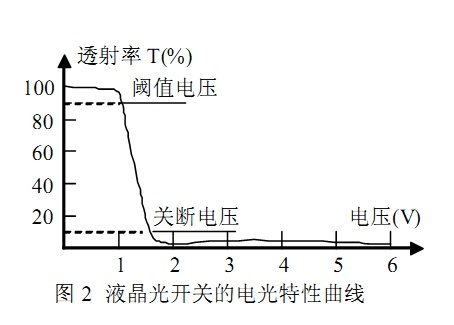 透射率 T(%)
100
阈值电压
80
60
40
20
关断电压
电压(V)
1 2 3 4 5 6
图 2 液晶光开关的电光特性曲线